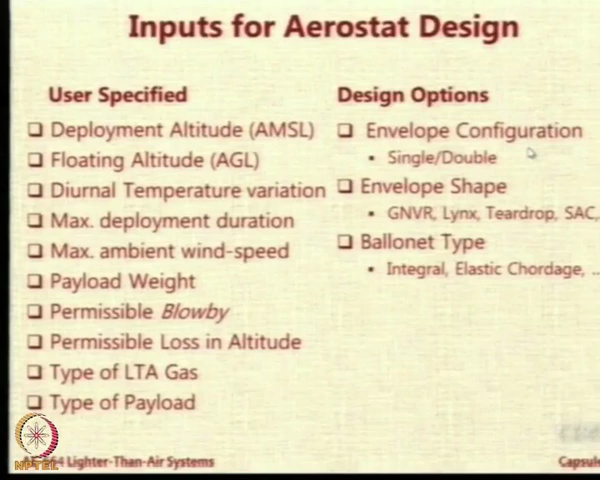 Inputs for Aerostat Design
User Specified
Deployment Altitude (AMSL)
Floating Altitude (AGL)
Diurnal Temperature variation
Max. deployment duration
Max. ambient wind-speed
Payload Weight
Permissible Blowby
Permissible Loss in Altitude
Type of LTA Gas
Type of Payload
Design Options
Envelope Configuration
Single/Double
Envelope Shape
GNVR, Lynx, Teardrop, SAC,
Ballonet Type
Integral, Elastic Chordage, ..
NPTEL
Lighter-Than-Air Systems
Capsule